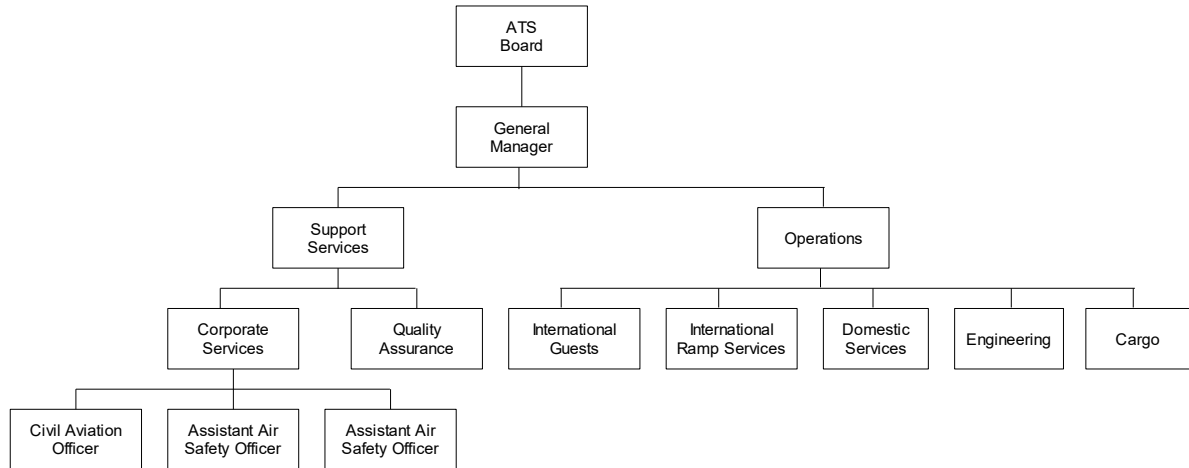 ATS
Board
General
Manager
Support
Services
Operations
Corporate
Services
Quality
Assurance
International
Guests
International
Ramp Services
Domestic
Services
Engineering
Cargo
Civil Aviation
Officer
Assistant Air
Safety Officer
Assistant Air
Safety Officer